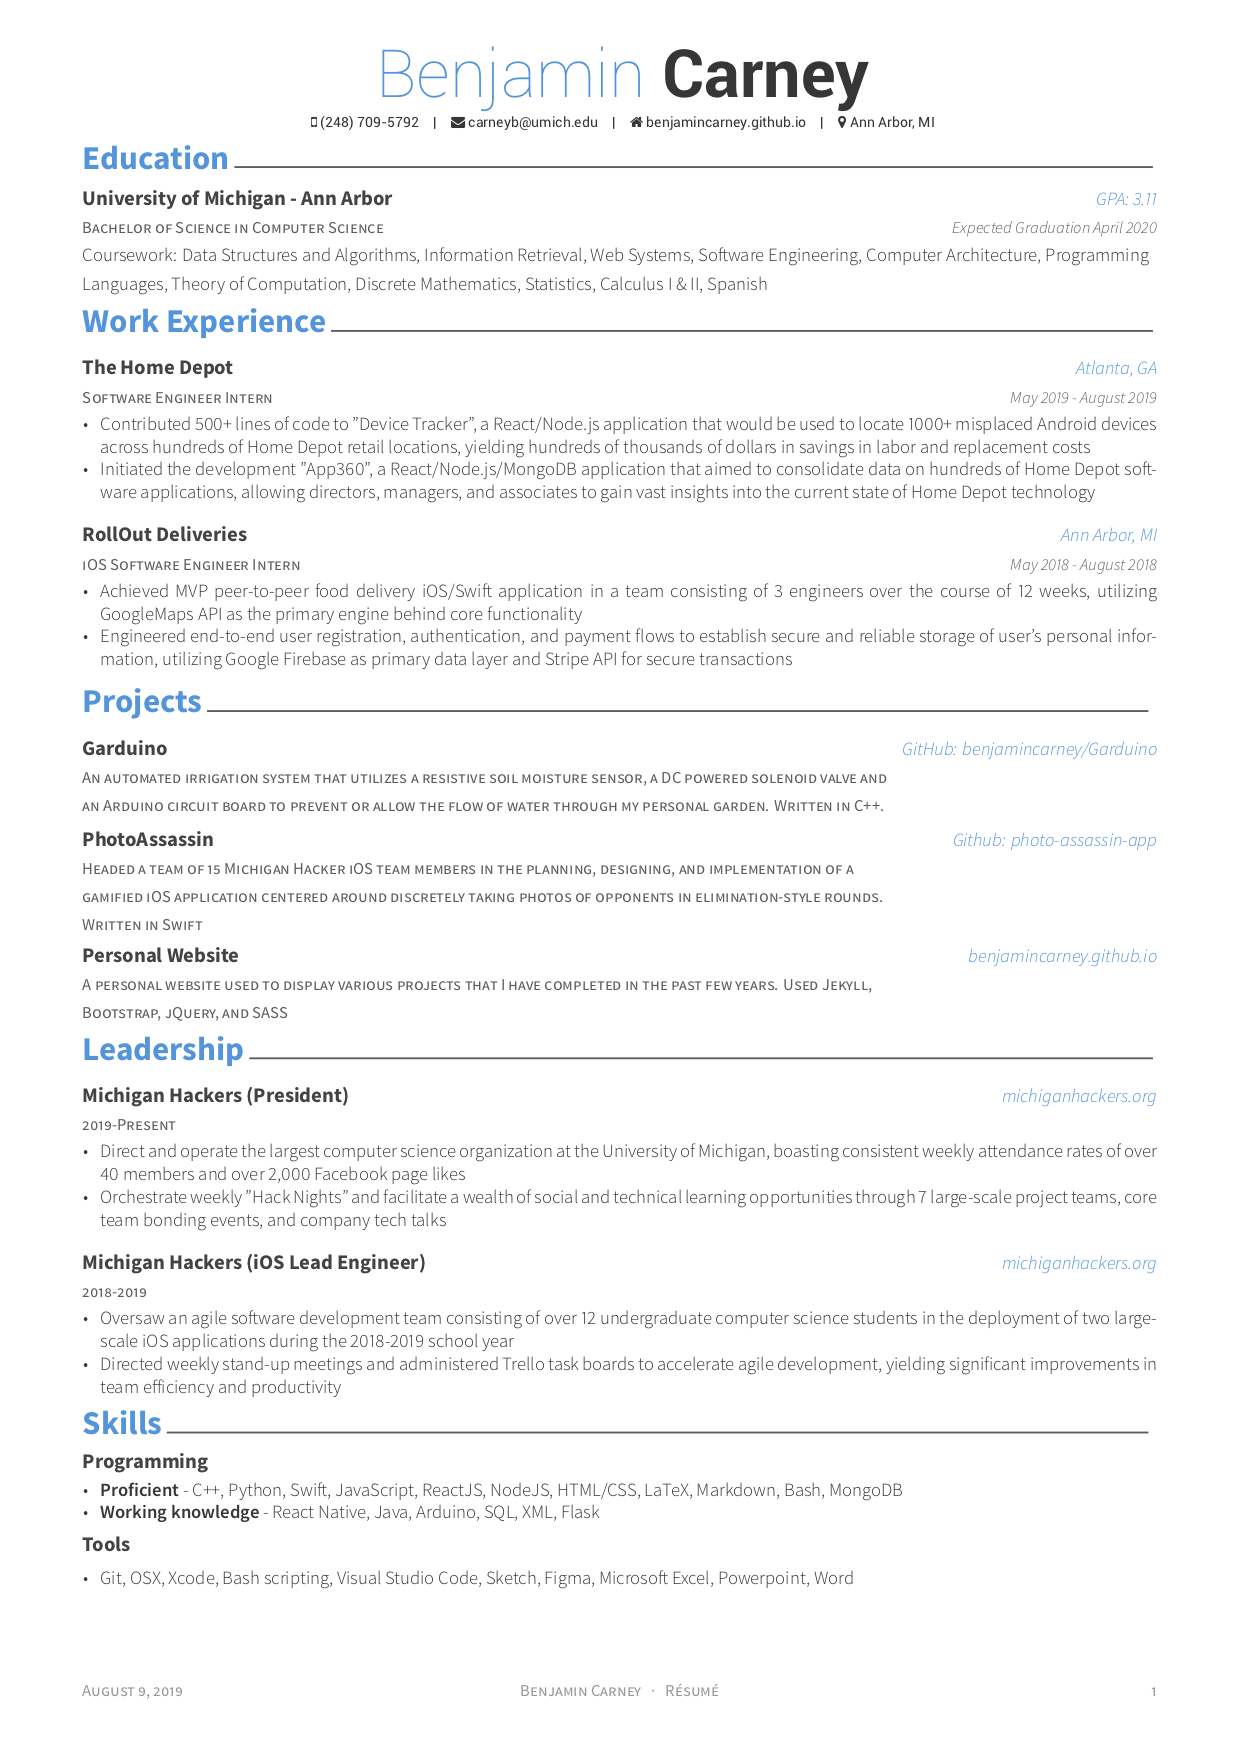 Benjamin Carney
(248) 709-5792 | carneyb@umich.edu | benjamincarney.github.io | Ann Arbor, MI
Education
University of Michigan - Ann Arbor GPA: 3.11
Bachelor of Science in Computer Science Expected Graduation April 2020
Coursework: Data Structures and Algorithms, Information Retrieval, Web Systems, Software Engineering, Computer Architecture, Programming
Languages, Theory of Computation, Discrete Mathematics, Statistics, Calculus I & II, Spanish
Work Experience
The Home Depot Atlanta, GA
Software Engineer Intern May 2019 - August 2019
• Contributed 500+ lines of code to ”Device Tracker”, a React/Node.js application that would be used to locate 1000+ misplaced Android devices
across hundreds of Home Depot retail locations, yielding hundreds of thousands of dollars in savings in labor and replacement costs
• Initiated the development ”App360”, a React/Node.js/MongoDB application that aimed to consolidate data on hundreds of Home Depot soft-
ware applications, allowing directors, managers, and associates to gain vast insights into the current state of Home Depot technology
RollOut Deliveries Ann Arbor, MI
iOS Software Engineer Intern May 2018 - August 2018
• Achieved MVP peer-to-peer food delivery iOS/Swift application in a team consisting of 3 engineers over the course of 12 weeks, utilizing
GoogleMaps API as the primary engine behind core functionality
• Engineered end-to-end user registration, authentication, and payment flows to establish secure and reliable storage of user’s personal infor-
mation, utilizing Google Firebase as primary data layer and Stripe API for secure transactions
Projects
Garduino GitHub: benjamincarney/Garduino
An automated irrigation system that utilizes a resistive soil moisture sensor, a DC powered solenoid valve and
an Arduino circuit board to prevent or allow the flow of water through my personal garden. Written in C++.
PhotoAssassin Github: photo-assassin-app
Headed a team of 15 Michigan Hacker iOS team members in the planning, designing, and implementation of a
gamified iOS application centered around discretely taking photos of opponents in elimination-style rounds.
Written in Swift
Personal Website benjamincarney.github.io
A personal website used to display various projects that I have completed in the past few years. Used Jekyll,
Bootstrap, jQuery, and SASS
Leadership
Michigan Hackers (President) michiganhackers.org
2019-Present
• Direct and operate the largest computer science organization at the University of Michigan, boasting consistent weekly attendance rates of over
40 members and over 2,000 Facebook page likes
• Orchestrate weekly ”Hack Nights” and facilitate a wealth of social and technical learning opportunities through 7 large-scale project teams, core
team bonding events, and company tech talks
Michigan Hackers (iOS Lead Engineer) michiganhackers.org
2018-2019
• Oversaw an agile software development team consisting of over 12 undergraduate computer science students in the deployment of two large-
scale iOS applications during the 2018-2019 school year
• Directed weekly stand-up meetings and administered Trello task boards to accelerate agile development, yielding significant improvements in
team efficiency and productivity
Skills
Programming
• Proficient - C++, Python, Swift, JavaScript, ReactJS, NodeJS, HTML/CSS, LaTeX, Markdown, Bash, MongoDB
• Working knowledge - React Native, Java, Arduino, SQL, XML, Flask
Tools
• Git, OSX, Xcode, Bash scripting, Visual Studio Code, Sketch, Figma, Microsoft Excel, Powerpoint, Word
August 9, 2019 Benjamin Carney · Résumé 1